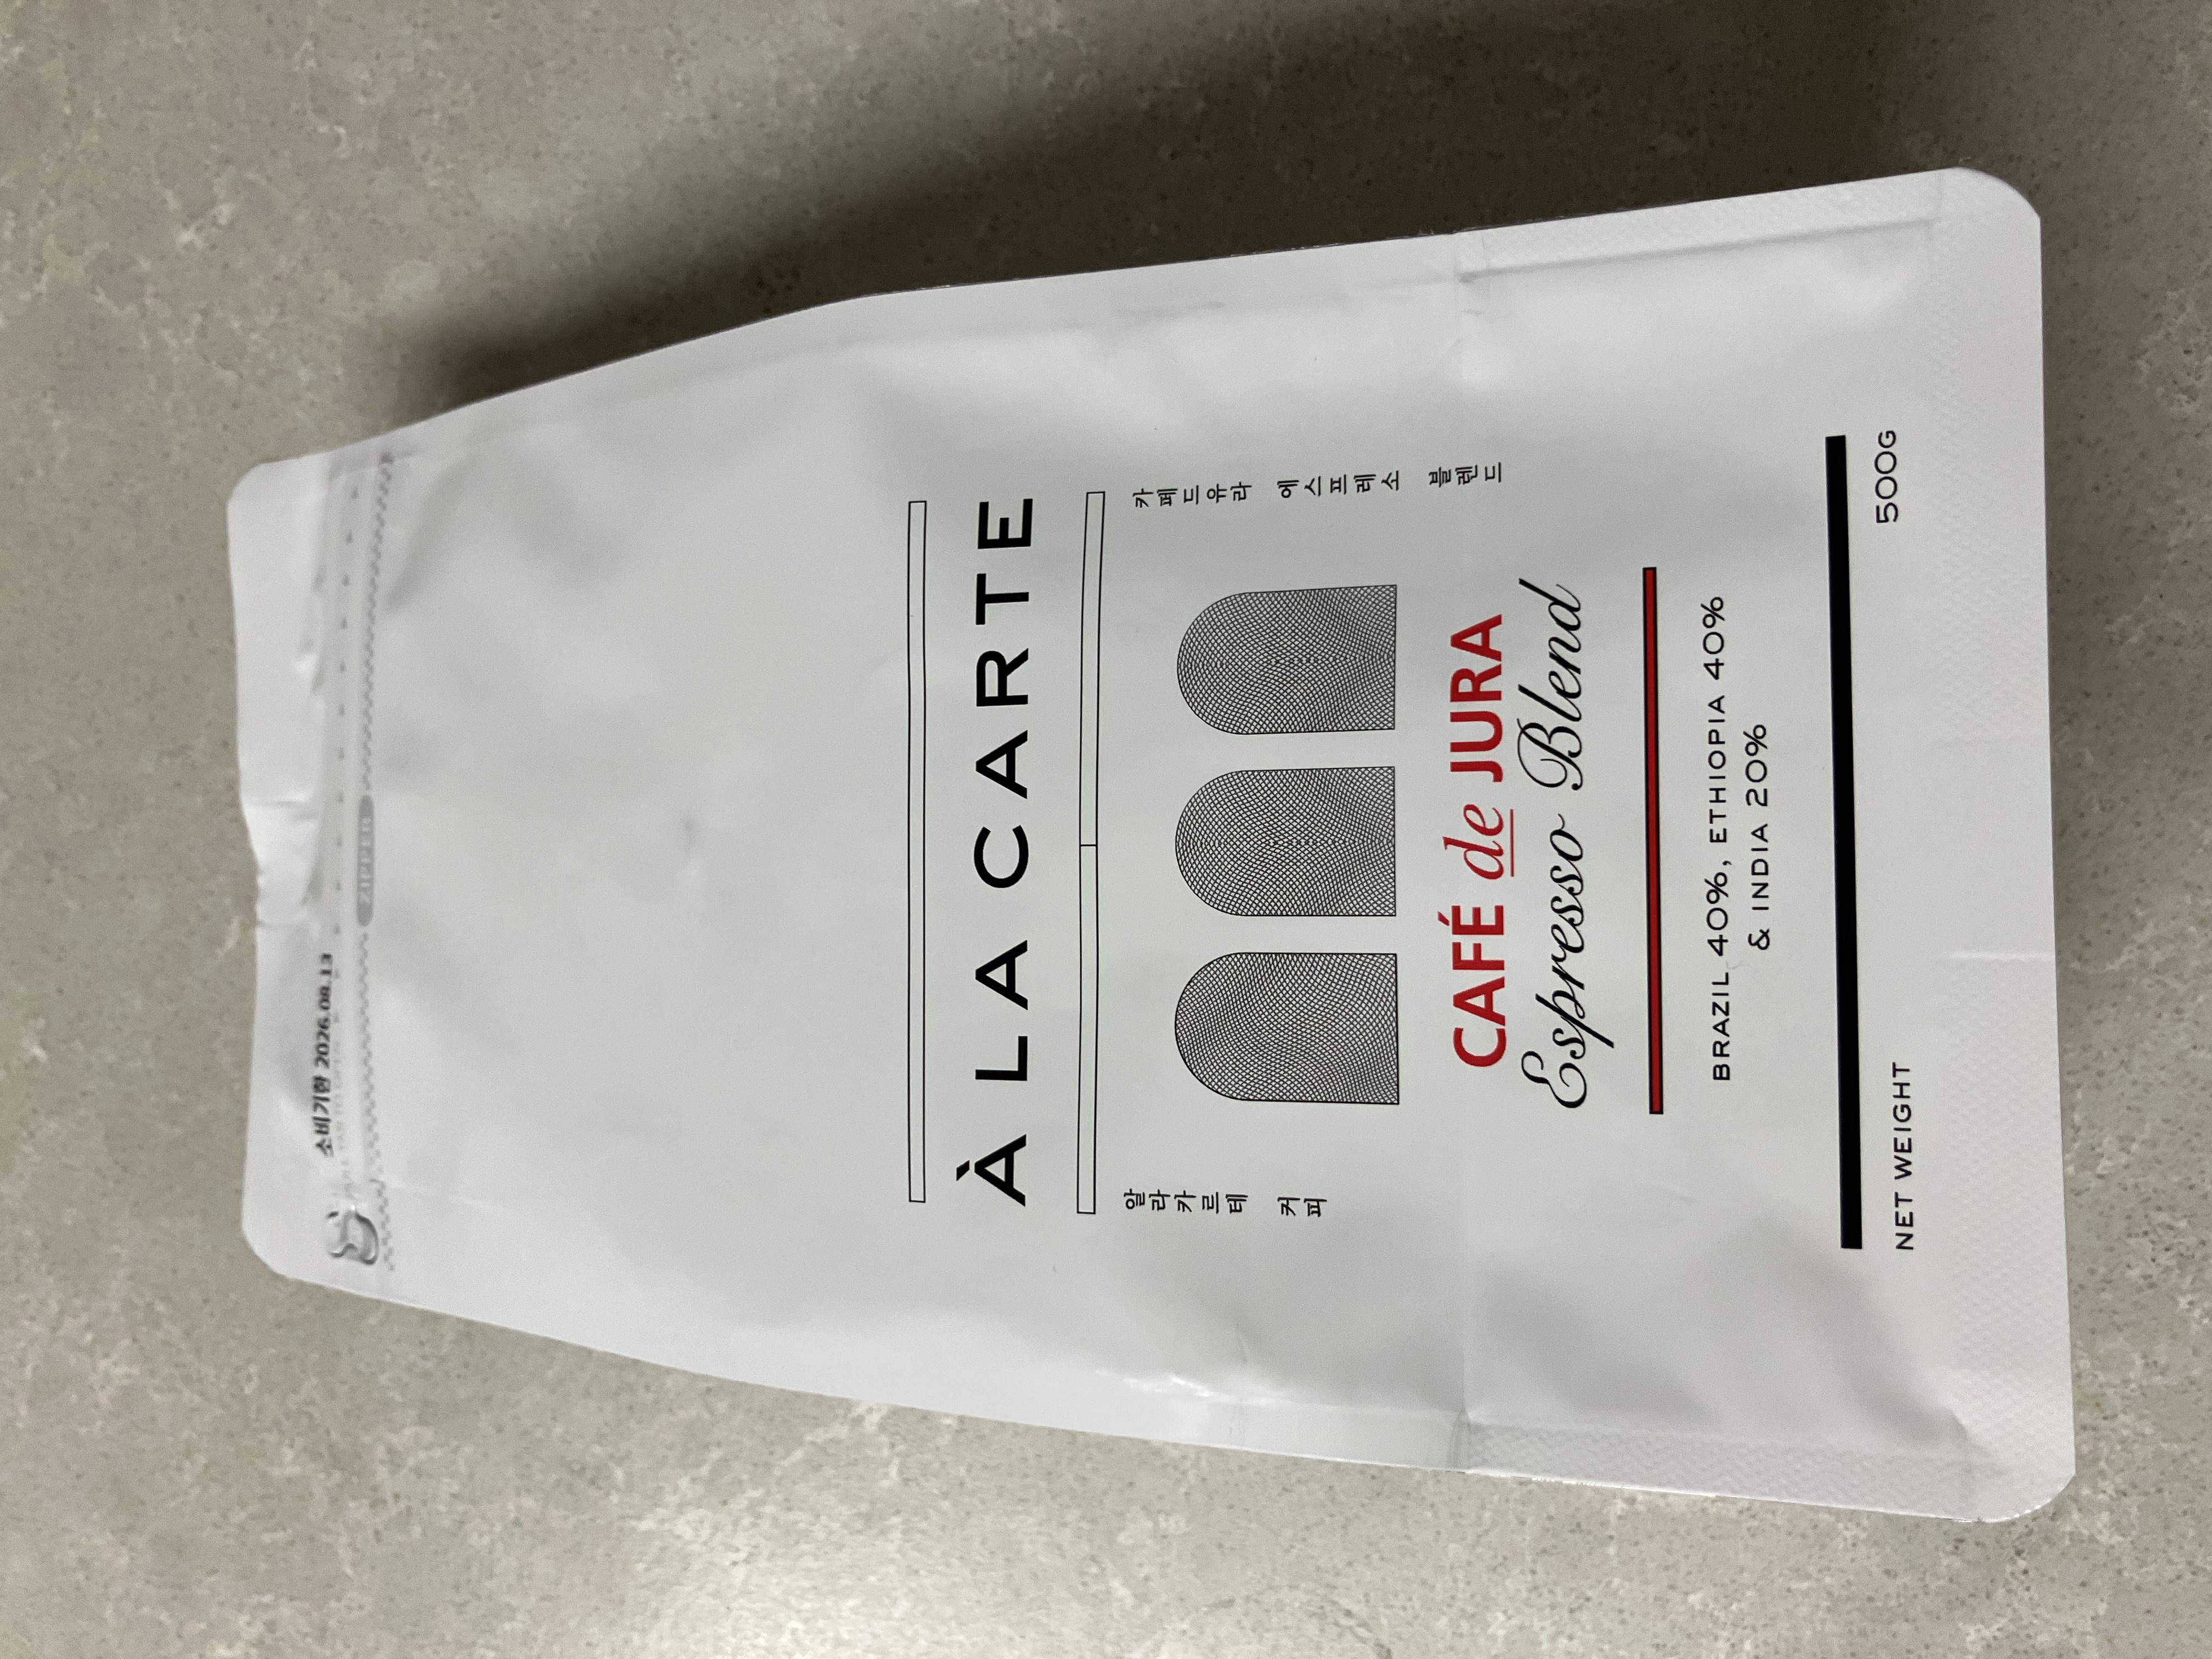 소비기한 2026.08.13
ZIPPER
À LA CARTE
알라카르테 커피
카페드유라 에스프레소 블렌드
CAFÉ de JURA
Espresso Blend
BRAZIL 40%, ETHIOPIA 40%
& INDIA 20%
NET WEIGHT 500G